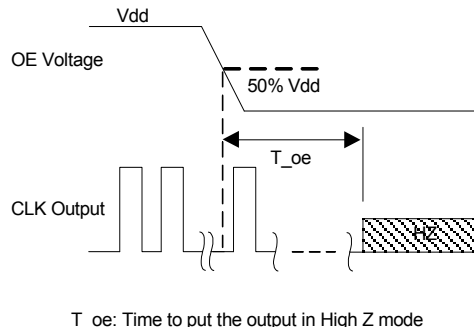 Vdd
OE Voltage
50% Vdd
T_oe
CLK Output
HZ
T_oe: Time to put the output in High Z mode